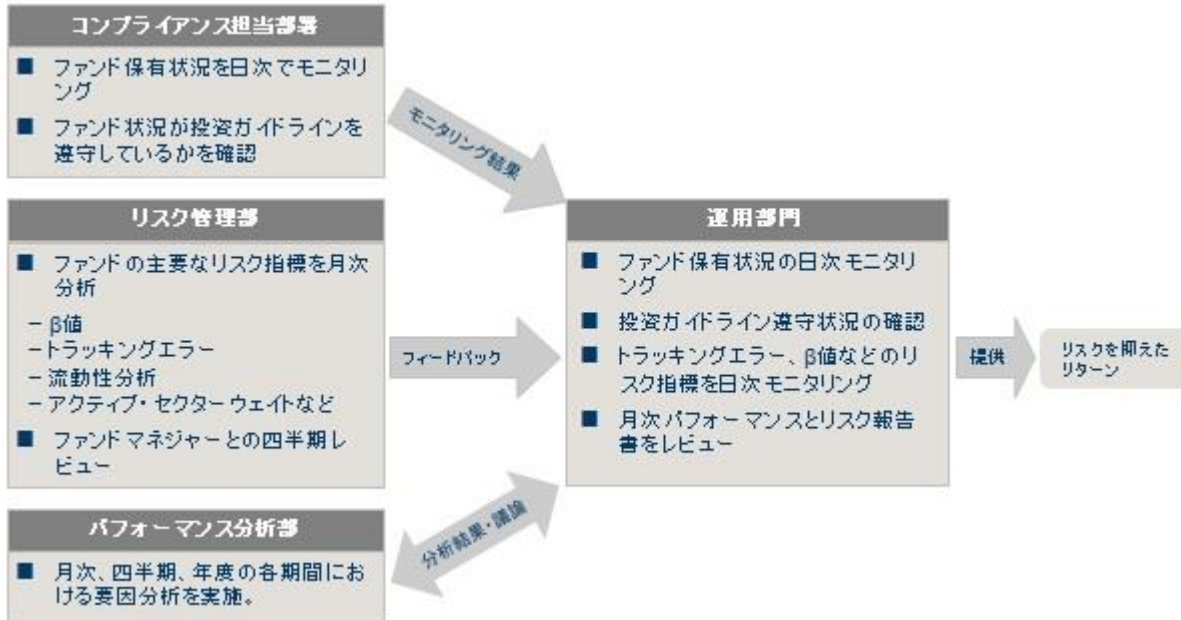 コンプライアンス担当部署
■ ファンド保有状況を日次でモニタリ
ング
■ ファンド状況が投資ガイドラインを
遵守しているかを確認
モニタリング結果
リスク管理部
■ ファンドの主要なリスク指標を月次
分析
－β値
－トラッキングエラー
－流動性分析
－アクティブ・セクターウェイトなど
■ ファンドマネジャーとの四半期レ
ビュー
フィードバック
パフォーマンス分析部
■ 月次、四半期、年度の各期間にお
ける要因分析を実施。
分析結果・議論
運用部門
■ ファンド保有状況の日次モニタリ
ング
■ 投資ガイドライン遵守状況の確認
■ トラッキングエラー、β値などのリ
スク指標を日次モニタリング
■ 月次パフォーマンスとリスク報告
書をレビュー
提供
リスクを抑えた
リターン